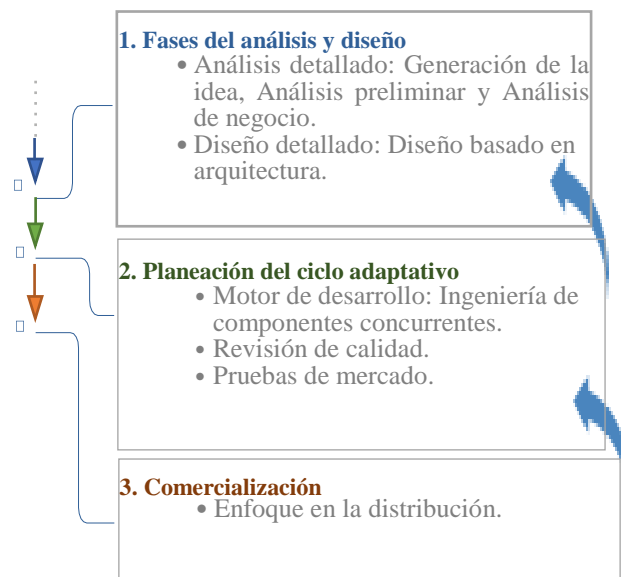 1. Fases del análisis y diseño
• Análisis detallado: Generación de la
idea, Análisis preliminar y Análisis
de negocio.
• Diseño detallado: Diseño basado en
arquitectura.
2. Planeación del ciclo adaptativo
• Motor de desarrollo: Ingeniería de
componentes concurrentes.
• Revisión de calidad.
• Pruebas de mercado.
3. Comercialización
• Enfoque en la distribución.